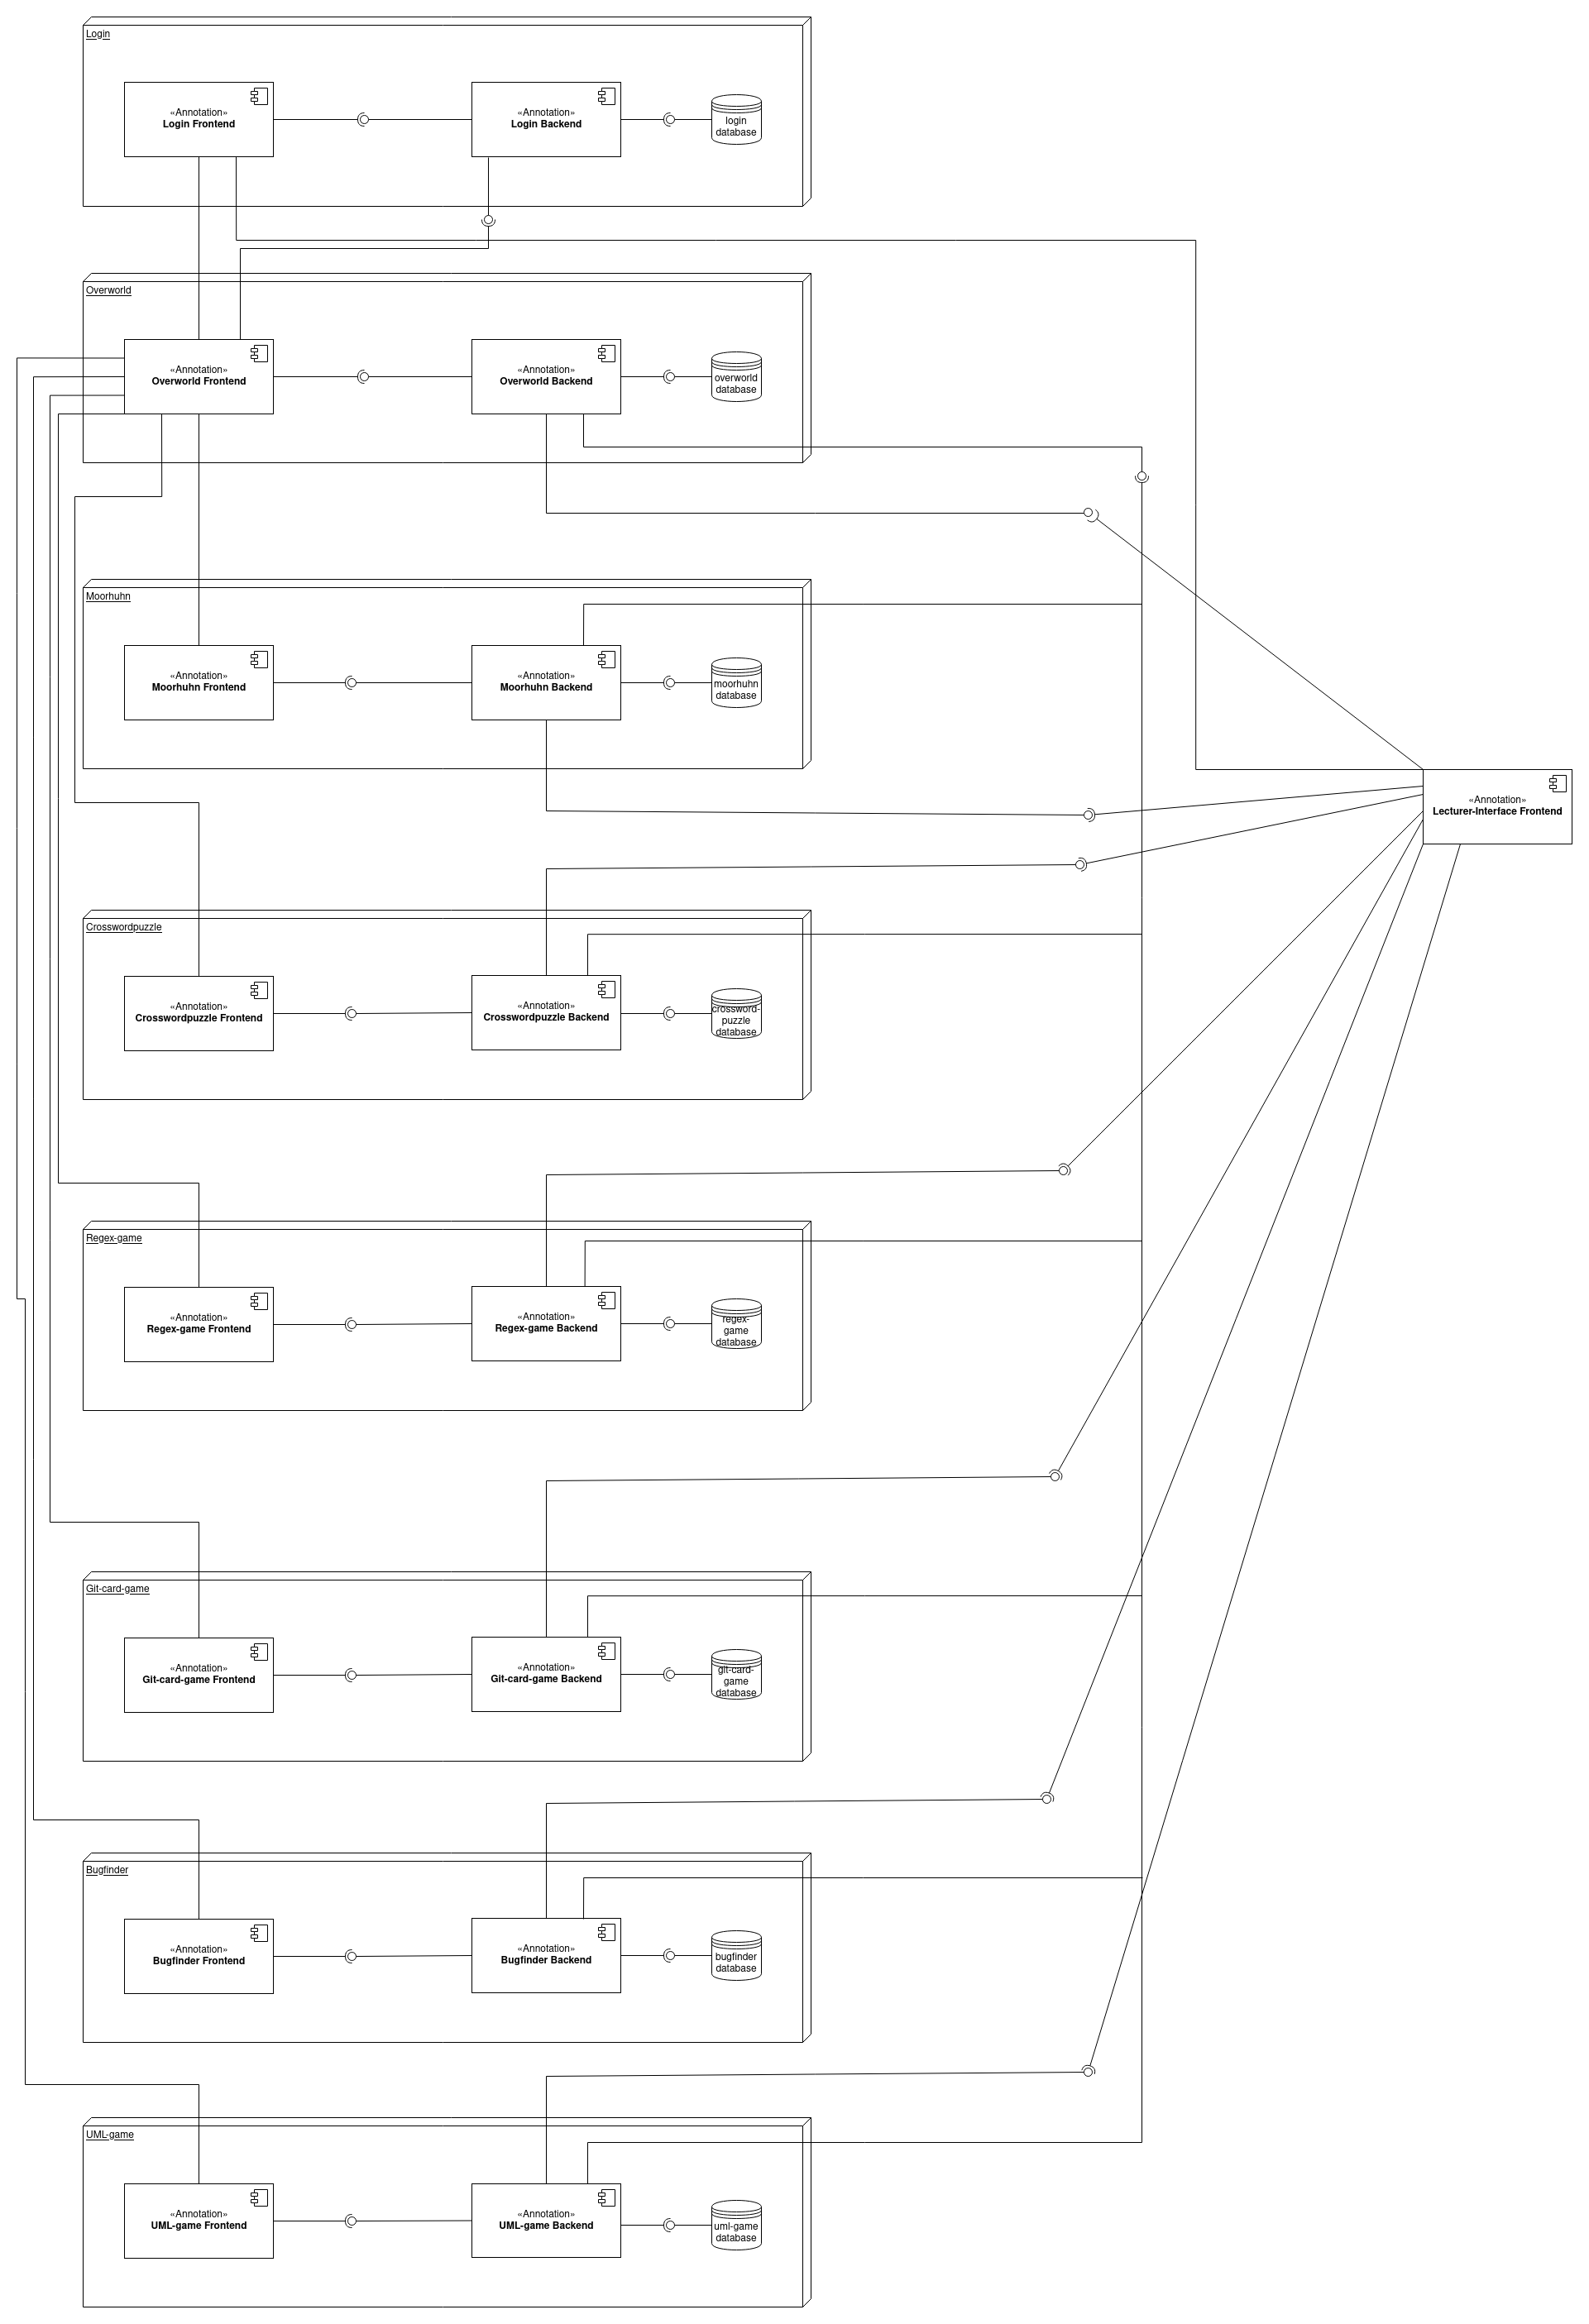 Login
«Annotation»
Login Frontend
«Annotation»
Login Backend
login
database
Overworld
«Annotation»
Overworld Frontend
«Annotation»
Overworld Backend
overworld
database
Moorhuhn
«Annotation»
Moorhuhn Frontend
«Annotation»
Moorhuhn Backend
moorhuhn
database
«Annotation»
Lecturer-Interface Frontend
Crosswordpuzzle
«Annotation»
Crosswordpuzzle Frontend
«Annotation»
Crosswordpuzzle Backend
crossword-
puzzle
database
Regex-game
«Annotation»
Regex-game Frontend
«Annotation»
Regex-game Backend
regex-
game
database
Git-card-game
«Annotation»
Git-card-game Frontend
«Annotation»
Git-card-game Backend
git-card-
game
database
Bugfinder
«Annotation»
Bugfinder Frontend
«Annotation»
Bugfinder Backend
bugfinder
database
UML-game
«Annotation»
UML-game Frontend
«Annotation»
UML-game Backend
uml-game
database